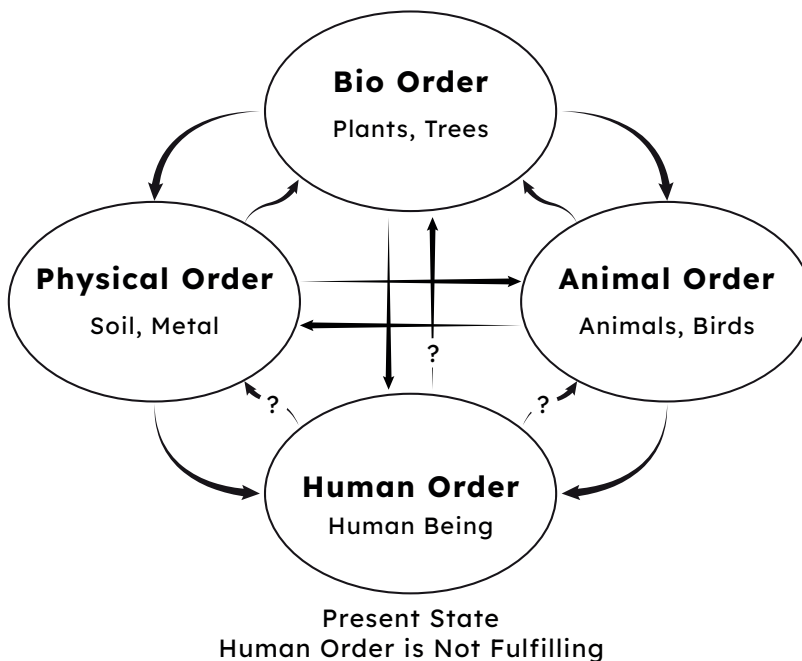 Bio Order
Plants, Trees
Physical Order
Soil, Metal
Animal Order
Animals, Birds
?
?
?
Human Order
Human Being
Present State
Human Order is Not Fulfilling